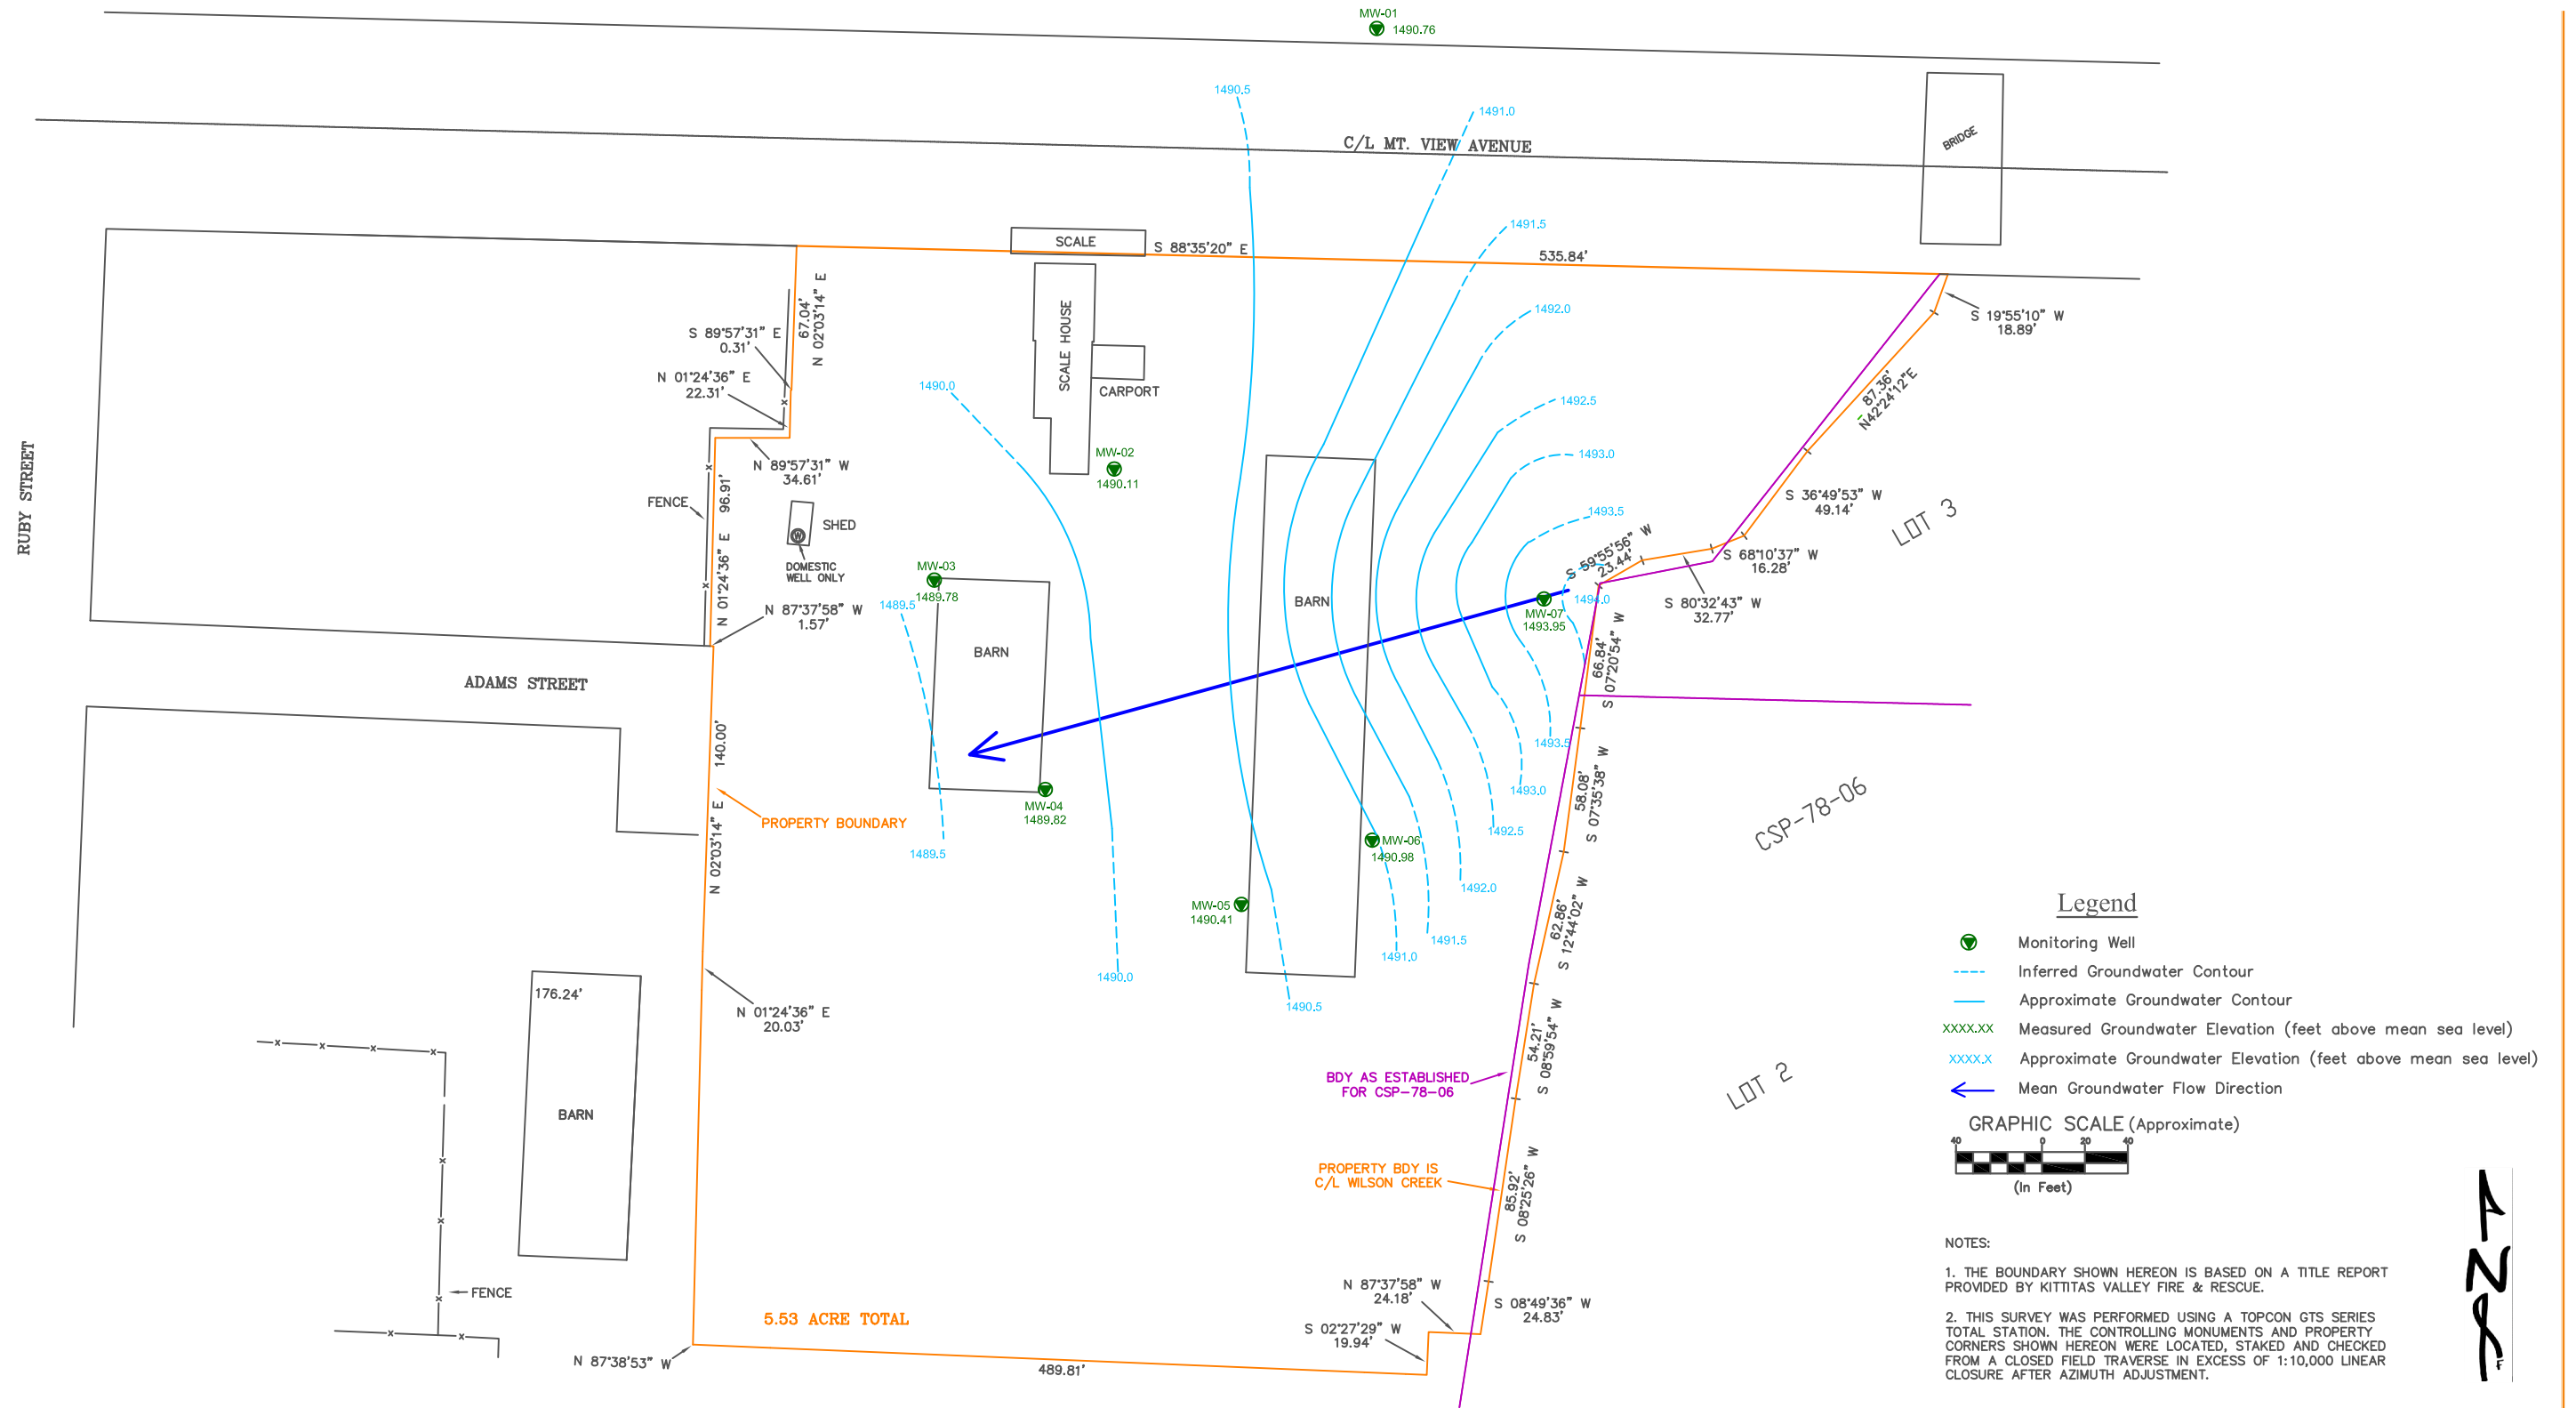 MW-01
1490.76
1490.5
1491.0
C/L MT. VIEW AVENUE
BRIDGE
1491.5
SCALE
S 88°35'20" E
535.84'
67.04'
N 02°03'14" E
SCALE HOUSE
1492.0
S 19°55'10" W
18.89'
S 89°57'31" E
0.31'
N 01°24'36" E
22.31'
1490.0
CARPORT
1492.5
87.36'
N42°24'12"E
RUBY STREET
MW-02
1490.11
1493.0
N 89°57'31" W
34.61'
FENCE
96.91'
N 01°24'36" E
SHED
W
DOMESTIC
WELL ONLY
1493.5
S 36°49'53" W
49.14'
LOT 3
S 59°55'56" W
23.44'
S 68°10'37" W
16.28'
MW-03
1489.78
1489.5
N 87°37'58" W
1.57'
BARN
BARN
1494.0
MW-07
1493.95
S 80°32'43" W
32.77'
66.84'
S 07°20'54" W
ADAMS STREET
140.00'
N 02°03'14" E
1493.5
58.08'
S 07°35'38" W
1493.0
MW-04
1489.82
PROPERTY BOUNDARY
1489.5
1492.5
MW-06
1490.98
CSP-78-06
1492.0
MW-05
1490.41
62.86'
S 12°44'02" W
1491.5
1491.0
1490.0
1490.5
176.24'
N 01°24'36" E
20.03'
54.21'
S 08°59'54" W
BDY AS ESTABLISHED
FOR CSP-78-06
LOT 2
BARN
PROPERTY BDY IS
C/L WILSON CREEK
85.92'
S 08°25'26" W
FENCE
N 87°37'58" W
24.18'
S 08°49'36" W
24.83'
S 02°27'29" W
19.94'
5.53 ACRE TOTAL
N 87°38'53" W
489.81'
Legend
Monitoring Well
Inferred Groundwater Contour
Approximate Groundwater Contour
XXXX.XX Measured Groundwater Elevation (feet above mean sea level)
XXXX.X Approximate Groundwater Elevation (feet above mean sea level)
Mean Groundwater Flow Direction
GRAPHIC SCALE (Approximate)
40 0 20 40
(In Feet)
N
NOTES:
1. THE BOUNDARY SHOWN HEREON IS BASED ON A TITLE REPORT
PROVIDED BY KITTITAS VALLEY FIRE & RESCUE.
2. THIS SURVEY WAS PERFORMED USING A TOPCON GTS SERIES
TOTAL STATION. THE CONTROLLING MONUMENTS AND PROPERTY
CORNERS SHOWN HEREON WERE LOCATED, STAKED AND CHECKED
FROM A CLOSED FIELD TRAVERSE IN EXCESS OF 1:10,000 LINEAR
CLOSURE AFTER AZIMUTH ADJUSTMENT.